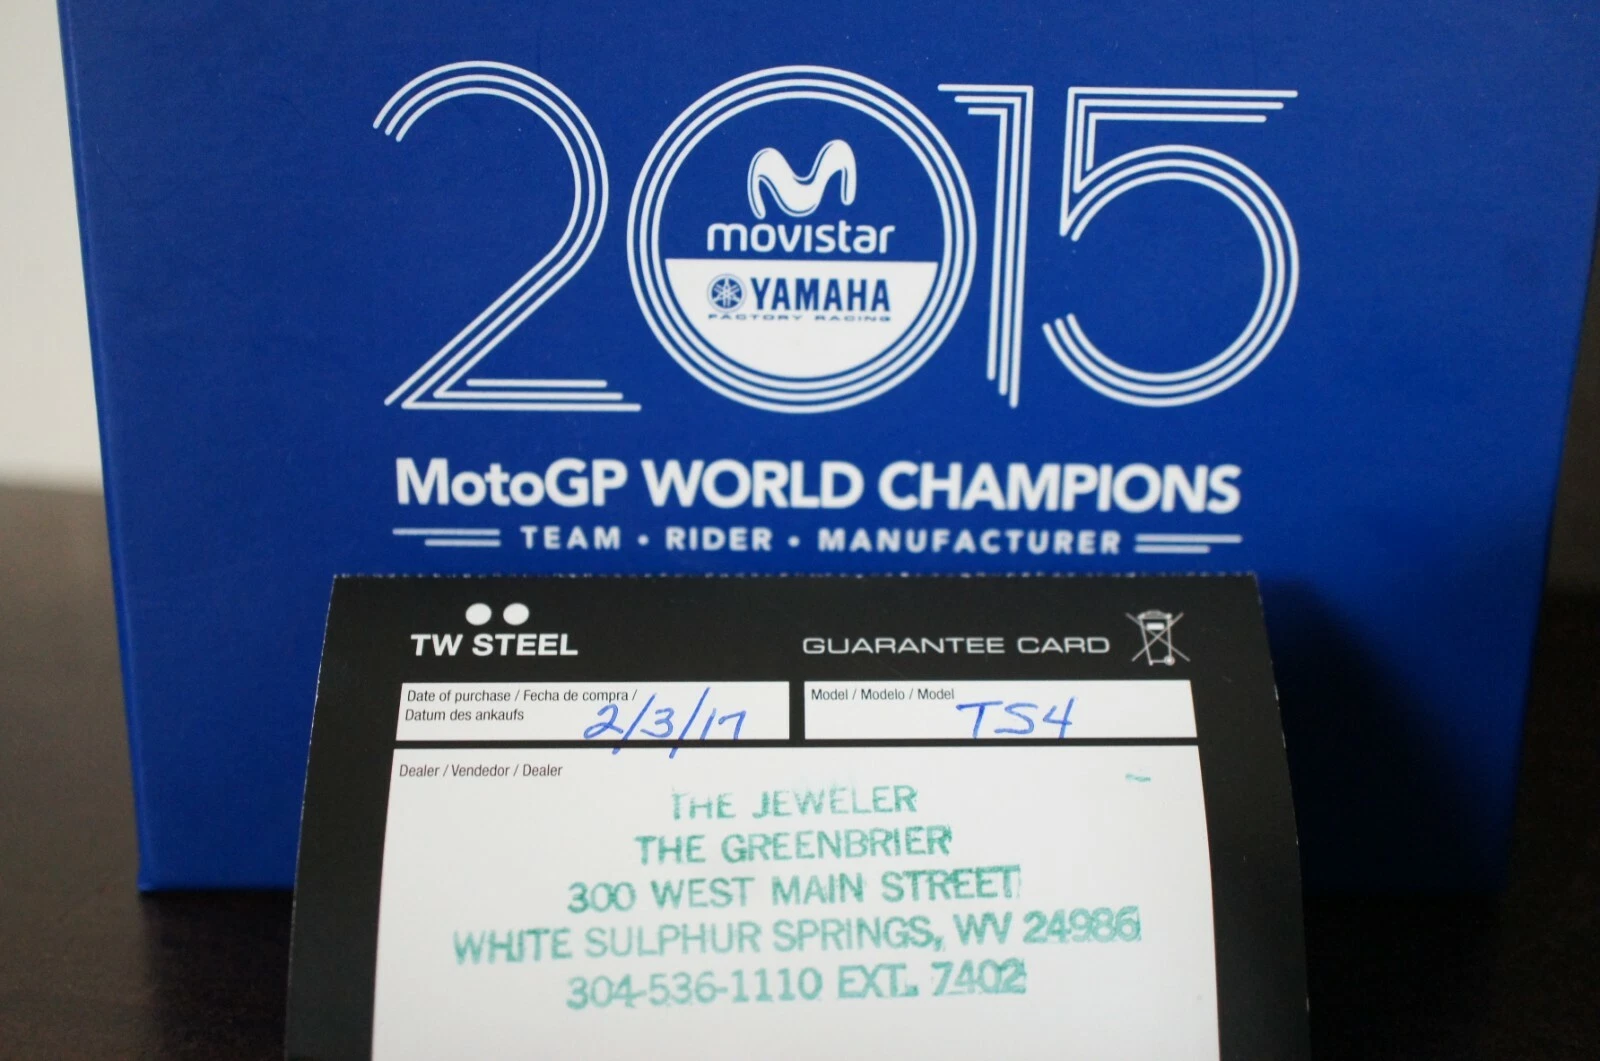 2015
movistar
YAMAHA
FACTORY RACING
MotoGP WORLD CHAMPIONS
TEAM • RIDER • MANUFACTURER
TW STEEL
GUARANTEE CARD
Date of purchase / Fecha de compra /
Datum des ankaufs
2/3/17
Model / Modelo / Model
TS4
Dealer / Vendedor / Dealer
THE JEWELER
THE GREENBRIER
300 WEST MAIN STREET
WHITE SULPHUR SPRINGS, WV 24986
304-536-1110 EXT. 7402